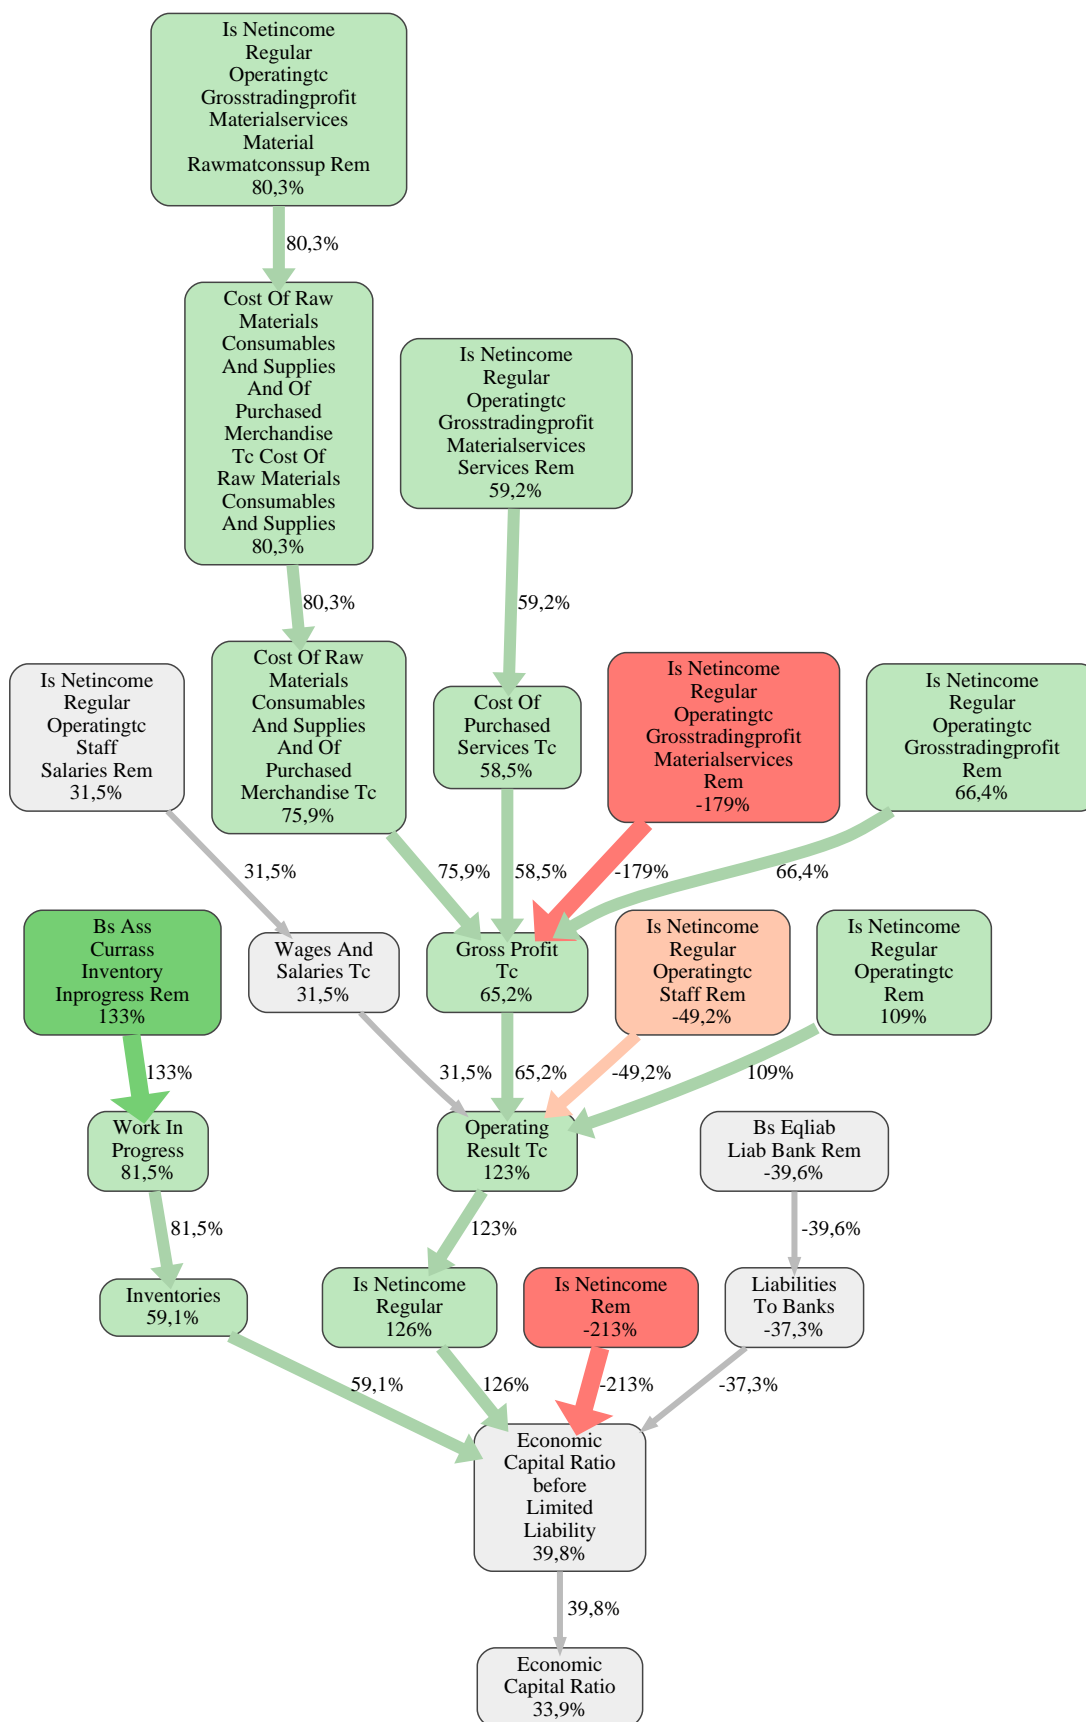 Is Netincome
Regular
Operatingtc
Grosstradingprofit
Materialservices
Material
Rawmatconssup Rem
80,3%
80,3%
Cost Of Raw
Materials
Consumables
And Supplies
And Of
Purchased
Merchandise
Tc Cost Of
Raw Materials
Consumables
And Supplies
80,3%
Is Netincome
Regular
Operatingtc
Grosstradingprofit
Materialservices
Services Rem
59,2%
80,3%
59,2%
Is Netincome
Regular
Operatingtc
Staff
Salaries Rem
31,5%
Cost Of Raw
Materials
Consumables
And Supplies
And Of
Purchased
Merchandise Tc
75,9%
Cost Of
Purchased
Services Tc
58,5%
Is Netincome
Regular
Operatingtc
Grosstradingprofit
Materialservices
Rem
-179%
Is Netincome
Regular
Operatingtc
Grosstradingprofit
Rem
66,4%
31,5%
75,9%
58,5%
-179%
66,4%
Bs Ass
Currass
Inventory
Inprogress Rem
133%
Wages And
Salaries Tc
31,5%
Gross Profit
Tc
65,2%
Is Netincome
Regular
Operatingtc
Staff Rem
-49,2%
Is Netincome
Regular
Operatingtc
Rem
109%
133%
31,5%
65,2%
-49,2%
109%
Work In
Progress
81,5%
Operating
Result Tc
123%
Bs Eqliab
Liab Bank Rem
-39,6%
81,5%
123%
-39,6%
Inventories
59,1%
Is Netincome
Regular
126%
Is Netincome
Rem
-213%
Liabilities
To Banks
-37,3%
59,1%
126%
-213%
-37,3%
Economic
Capital Ratio
before
Limited
Liability
39,8%
39,8%
Economic
Capital Ratio
33,9%